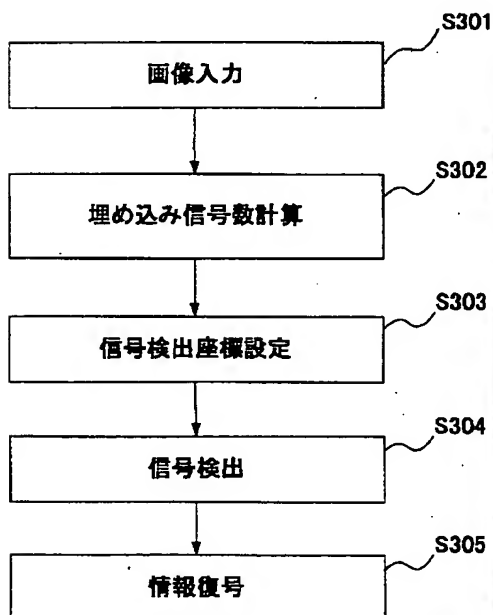 S301
画像入力
S302
埋め込み信号数計算
S303
信号検出座標設定
S304
信号検出
S305
情報復号